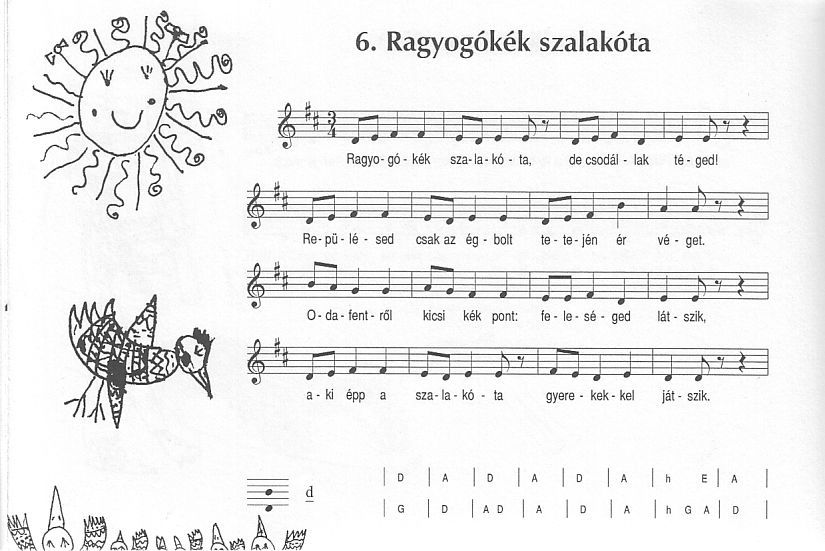 6. Ragyogókék szalakóta
3 4
Ragyo-gó-kék sza-la-kó-ta, de csodál-lak té-ged!
Re-pü-lé-sed csak az ég-bolt te-te-jén ér vé-get.
O-da-fent-ről kicsi kék pont: fe-le-sé-ged lát-szik,
a-ki épp a sza-la-kó-ta gyere-kek-kel ját-szik.
d | D | A | D | A | D | A | h E | A |
| G | D | A D | A | D | A | h G A | D |